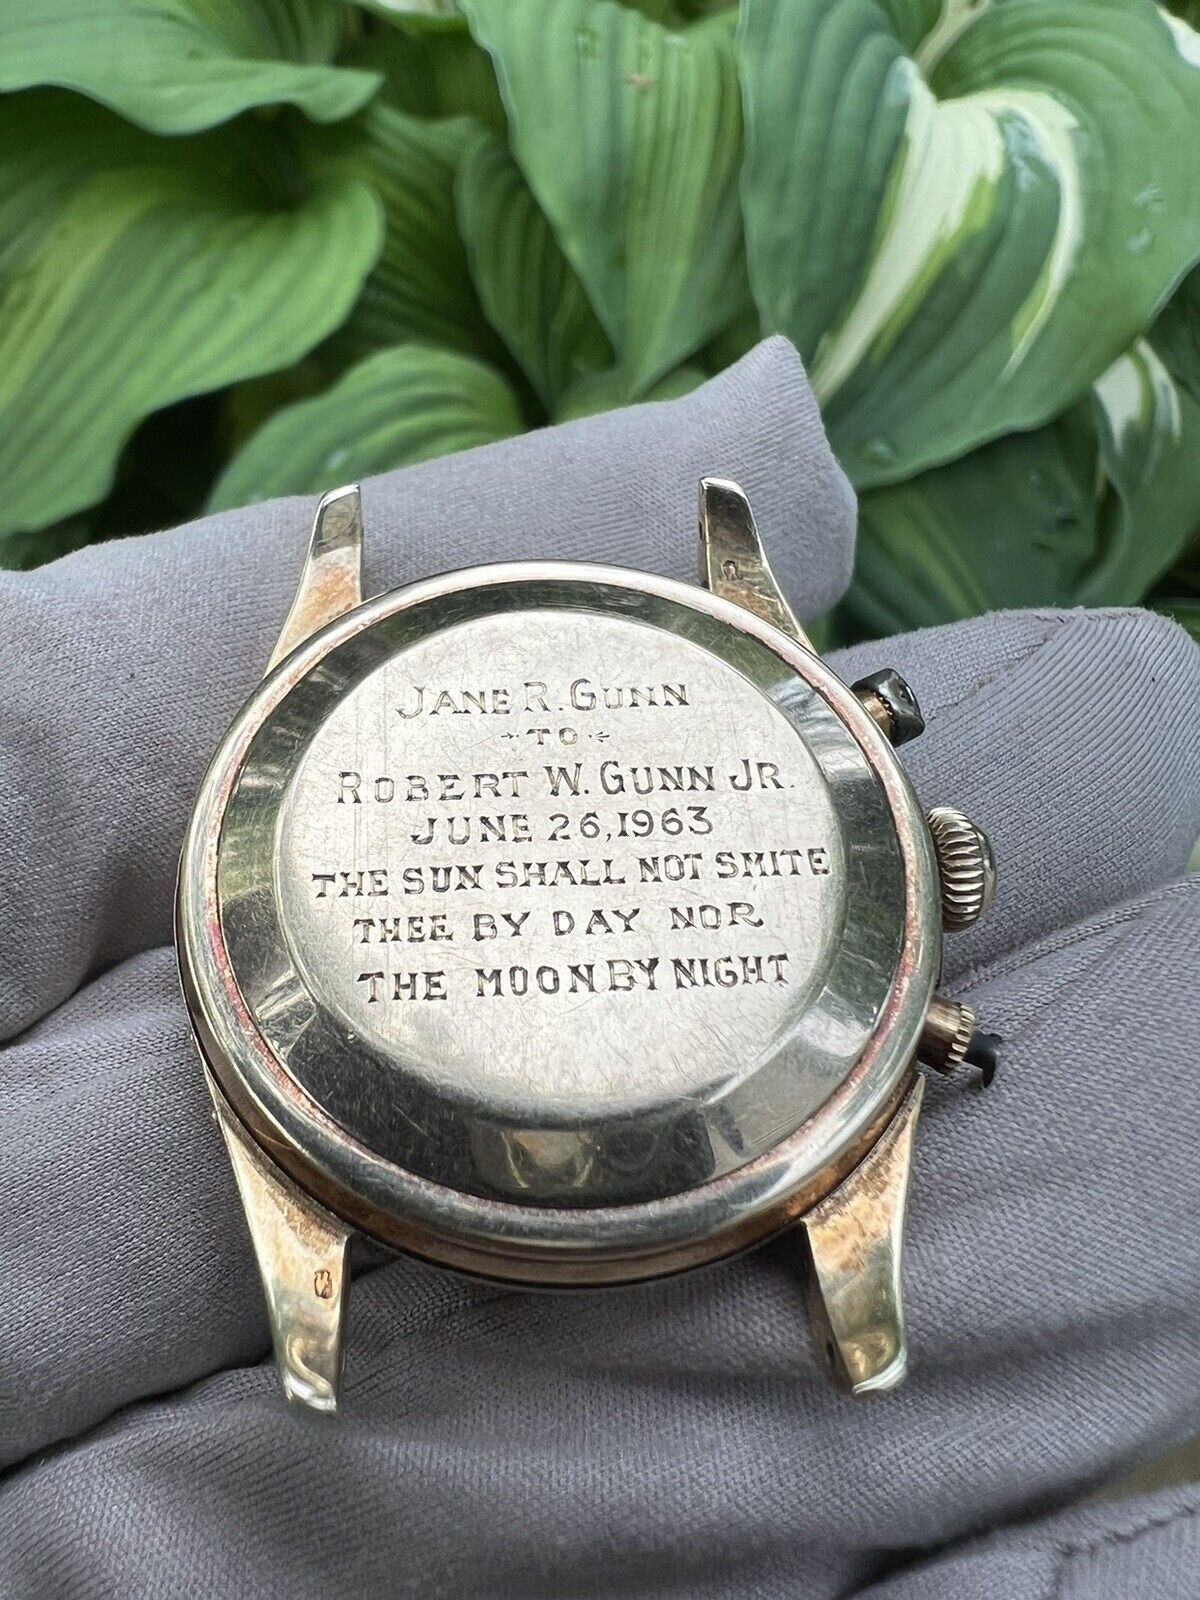 JANE R. GUNN
TO
ROBERT W. GUNN JR.
JUNE 26, 1963
THE SUN SHALL NOT SMITE
THEE BY DAY NOR
THE MOON BY NIGHT